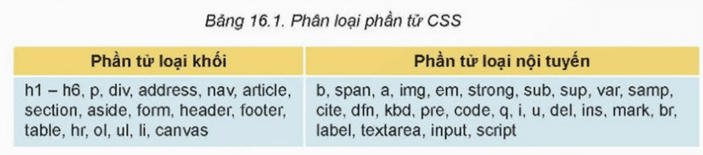 Bảng 16.1. Phân loại phần tử CSS
Phần tử loại khối
Phần tử loại nội tuyến
h1 – h6, p, div, address, nav, article,
section, aside, form, header, footer,
table, hr, ol, ul, li, canvas
b, span, a, img, em, strong, sub, sup, var, samp,
cite, dfn, kbd, pre, code, q, i, u, del, ins, mark, br,
label, textarea, input, script